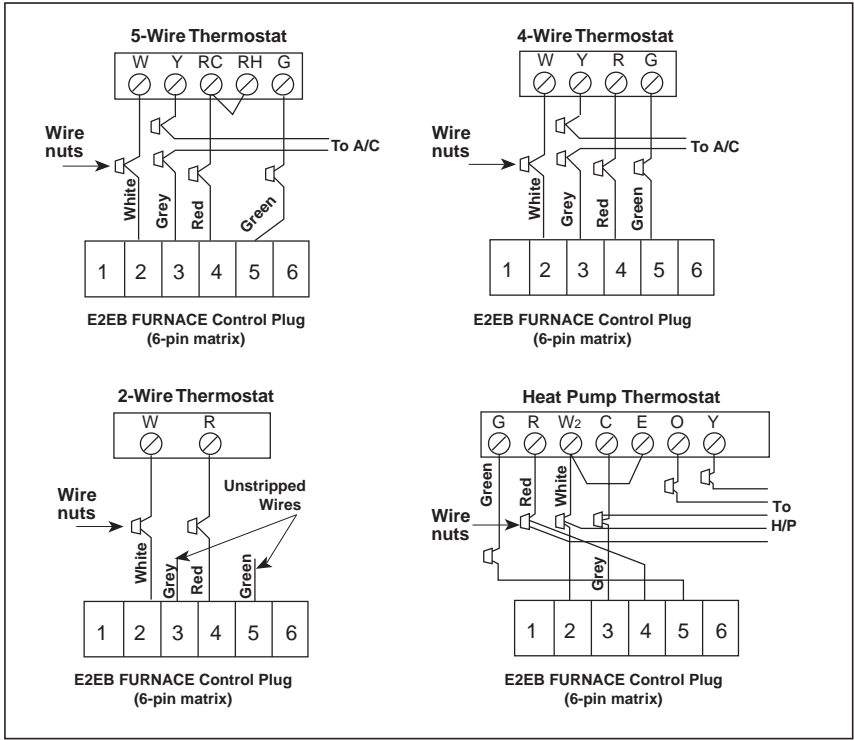 5-Wire Thermostat
W Y RC RH G
Wire
nuts
To A/C
White
Grey
Red
Green
1 2 3 4 5 6
E2EB FURNACE Control Plug
(6-pin matrix)
4-Wire Thermostat
W Y R G
Wire
nuts
To A/C
White
Grey
Red
Green
1 2 3 4 5 6
E2EB FURNACE Control Plug
(6-pin matrix)
2-Wire Thermostat
W R
Unstripped
Wires
Wire
nuts
White
Grey
Red
Green
1 2 3 4 5 6
E2EB FURNACE Control Plug
(6-pin matrix)
Heat Pump Thermostat
G R W2 C E O Y
Green
Red
White
To
H/P
Wire
nuts
Grey
1 2 3 4 5 6
E2EB FURNACE Control Plug
(6-pin matrix)